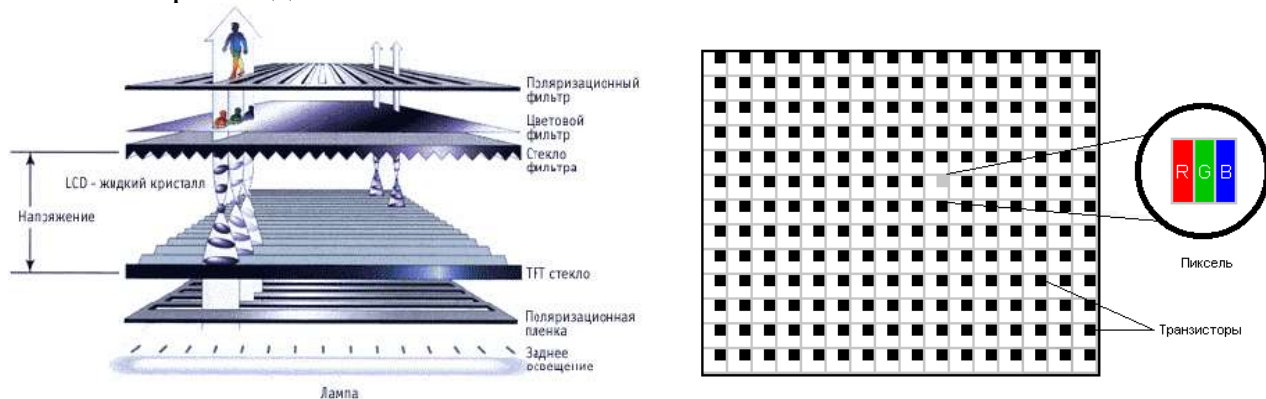 Поляризационный
фильтр
Цветовой
фильтр
Стекло
фильтра
LCD - жидкий кристалл
Напряжение
TFT стекло
Поляризационная
пленка
Заднее
освещение
Лампа
R G B
Пиксель
Транзисторы